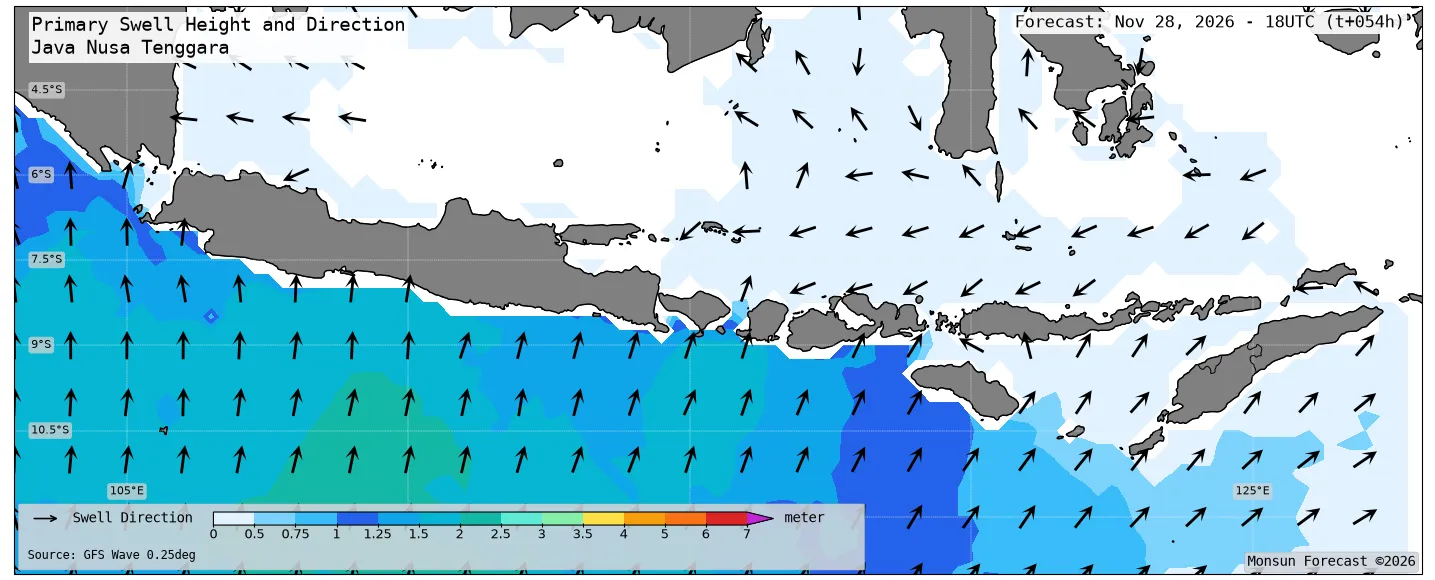 Primary Swell Height and Direction
Java Nusa Tenggara
Forecast: Nov 28, 2026 - 18UTC (t+054h)
4.5°S
6°S
7.5°S
9°S
10.5°S
105°E
125°E
Swell Direction
meter
0 0.5 0.75 1 1.25 1.5 2 2.5 3 3.5 4 5 6 7
Source: GFS Wave 0.25deg
Monsun Forecast ©2026